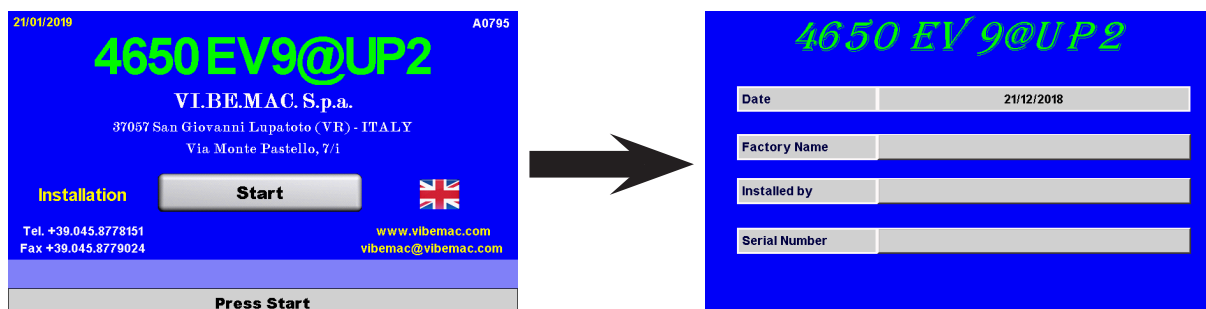 21/01/2019
A0795
4650 EV9@UP2
VI.BE.MAC. S.p.a.
37057 San Giovanni Lupatoto (VR) - ITALY
Via Monte Pastello, 7/i
Installation
Start
Tel. +39.045.8778151
www.vibemac.com
Fax +39.045.8779024
vibemac@vibemac.com
Press Start
4650 EV 9@UP2
Date
21/12/2018
Factory Name
Installed by
Serial Number